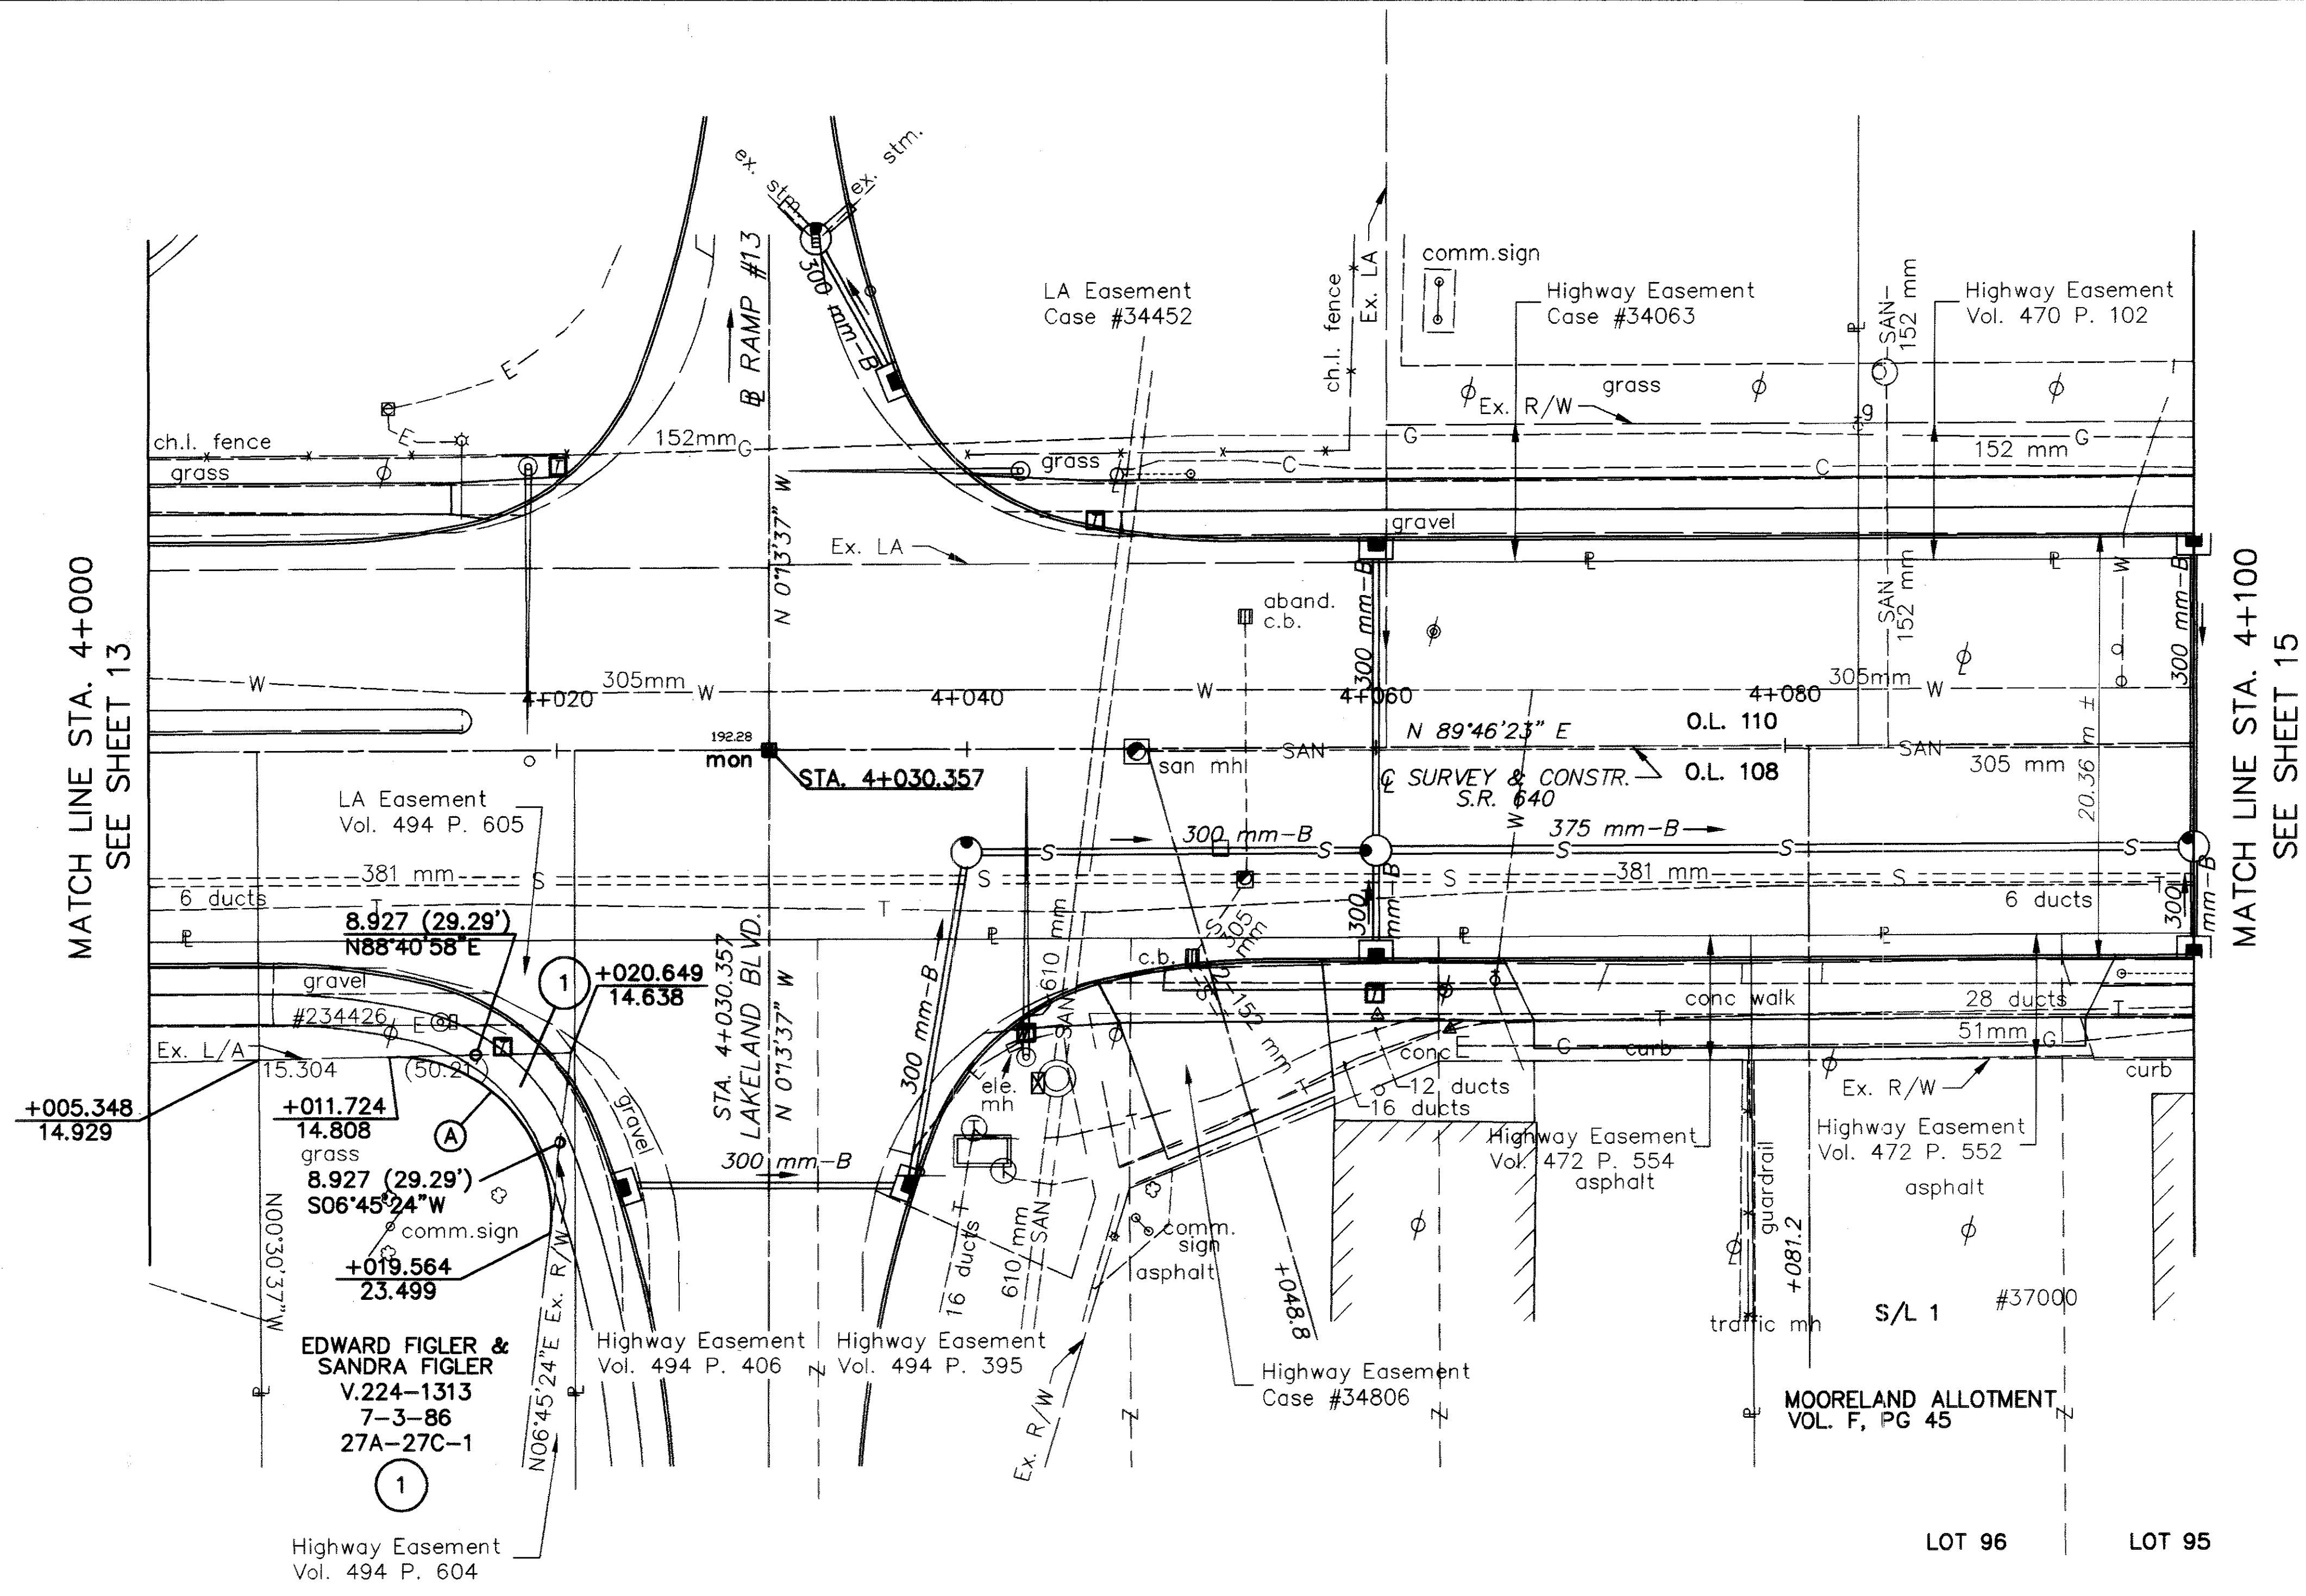 ex. stm.
ex. stm.
300 mm-B
RAMP #13
LA Easement
Case #34452
ch.l. fence
Ex. LA
comm.sign
Highway Easement
Case #34063
SAN
152 mm
Highway Easement
Vol. 470 P. 102
E
grass
Ex. R/W
G
152 mm
G
ch.l. fence
grass
E
152mm
G
grass
C
C
gravel
N 0°13'37" W
Ex. LA
MATCH LINE STA. 4+000
SEE SHEET 13
aband.
c.b.
300 mm-B
SAN
152 mm
W
300 mm-B
MATCH LINE STA. 4+100
SEE SHEET 15
W
305mm
W
W
305mm
W
4+020
4+040
4+060
4+080
192.28
mon
STA. 4+030.357
san mh
SAN
N 89°46'23" E
O.L. 110
SAN
305 mm
℄ SURVEY & CONSTR.
S.R. 640
O.L. 108
20.36 m ±
LA Easement
Vol. 494 P. 605
W
300 mm-B
375 mm-B
S
S
S
S
S
381 mm
S
S
S
381 mm
S
6 ducts
T
T
T
6 ducts
8.927 (29.29')
N88°40'58"E
300
mm-B
300
mm-B
1
+020.649
14.638
STA. 4+030.357
LAKELAND BLVD.
N 0°13'37" W
300 mm-B
610 mm
SAN
c.b.
S
305
mm
S
152 mm
gravel
#234426
E
Ex. L/A
15.304
(50.21)
conc walk
28 ducts
T
T
51mm
G
conc
E
G
curb
curb
Ex. R/W
+005.348
14.929
+011.724
14.808
A
grass
gravel
E
ele.
mh
T
T
12 ducts
16 ducts
Highway Easement
Vol. 472 P. 554
asphalt
Highway Easement
Vol. 472 P. 552
asphalt
8.927 (29.29')
S06°45'24"W
300 mm-B
N00°30'37"W
comm.sign
+019.564
23.499
T
16 ducts
610 mm
SAN
comm.
sign
asphalt
+048.8
guardrail
+081.2
traffic mh
S/L 1
#37000
EDWARD FIGLER &
SANDRA FIGLER
V.224-1313
7-3-86
27A-27C-1
1
N06°45'24"E Ex. R/W
Highway Easement
Vol. 494 P. 406
Highway Easement
Vol. 494 P. 395
Ex. R/W
Highway Easement
Case #34806
MOORELAND ALLOTMENT
VOL. F, PG 45
Highway Easement
Vol. 494 P. 604
LOT 96
LOT 95